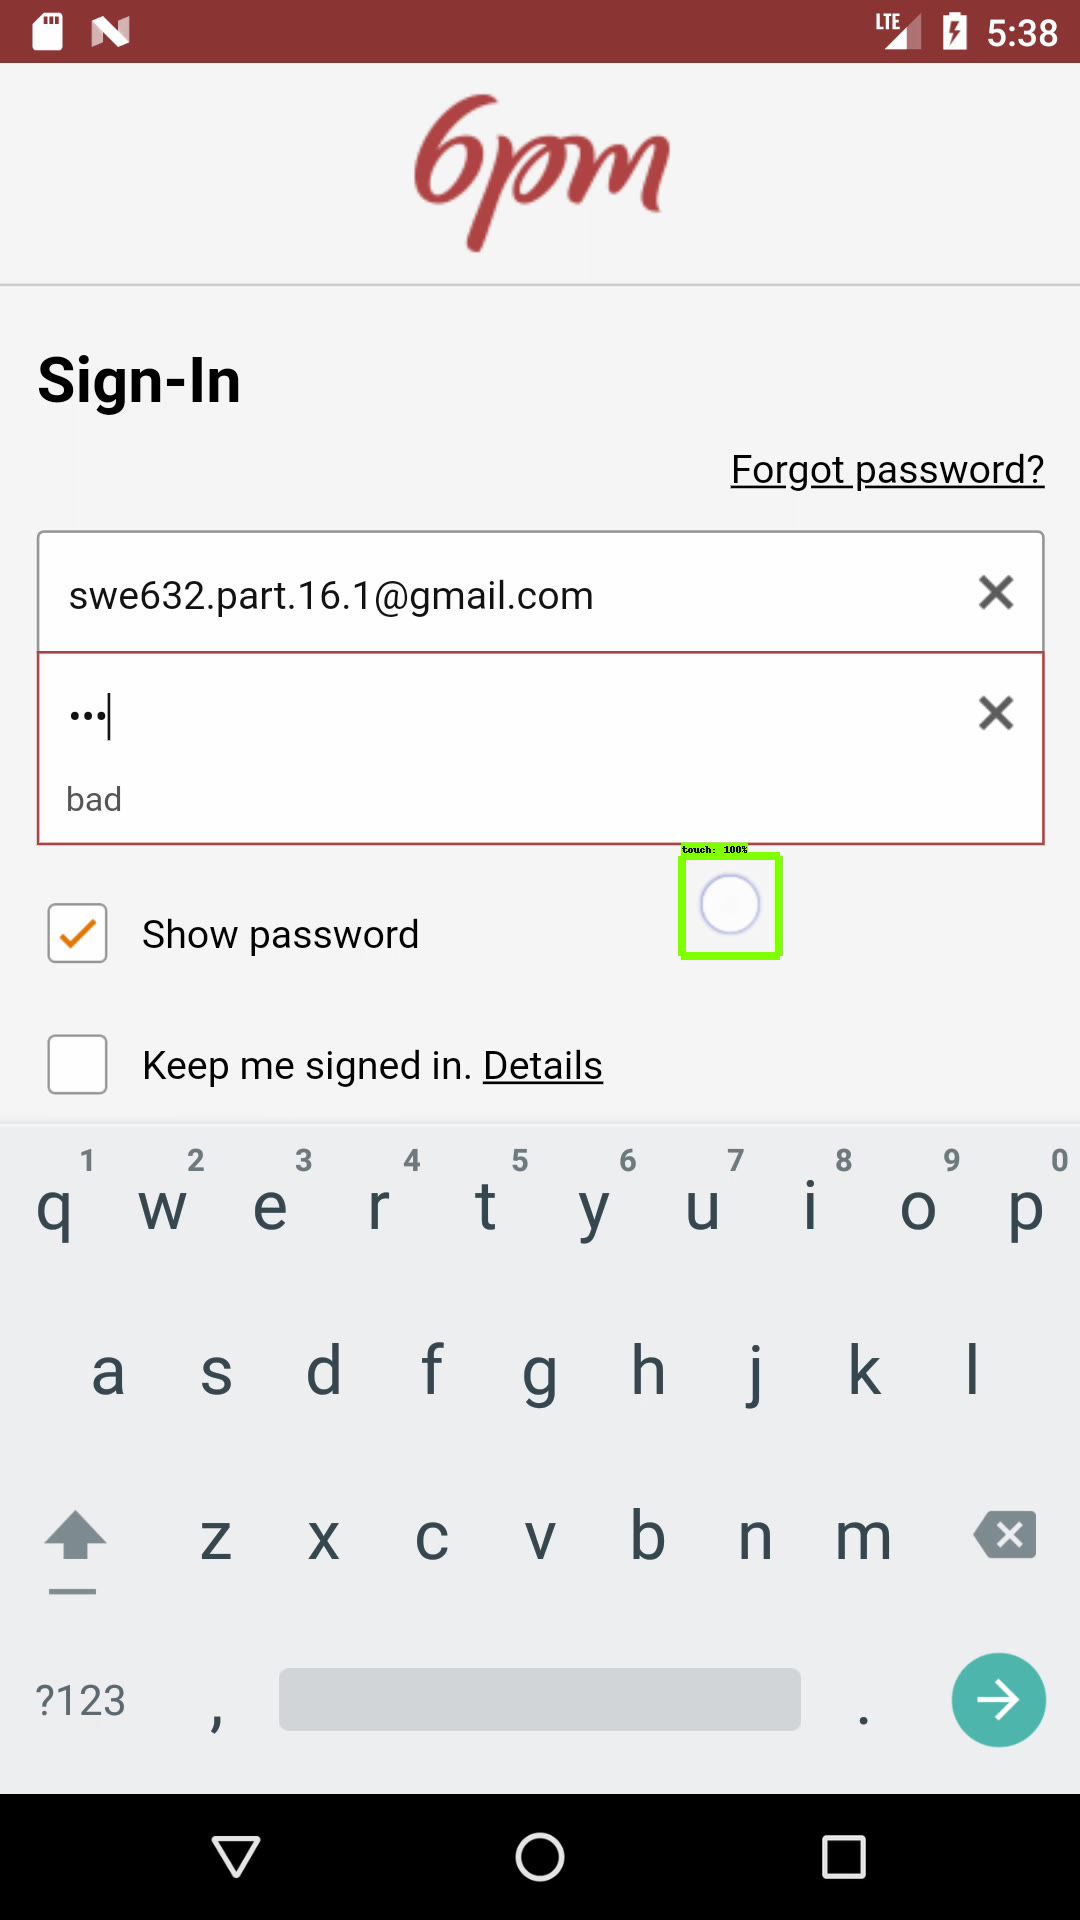 LTE 5:38
6pm
Sign-In
Forgot password?
swe632.part.16.1@gmail.com
•••
bad
touch: 100%
Show password
Keep me signed in. Details
1 2 3 4 5 6 7 8 9 0
q w e r t y u i o p
a s d f g h j k l
z x c v b n m
?123 , .